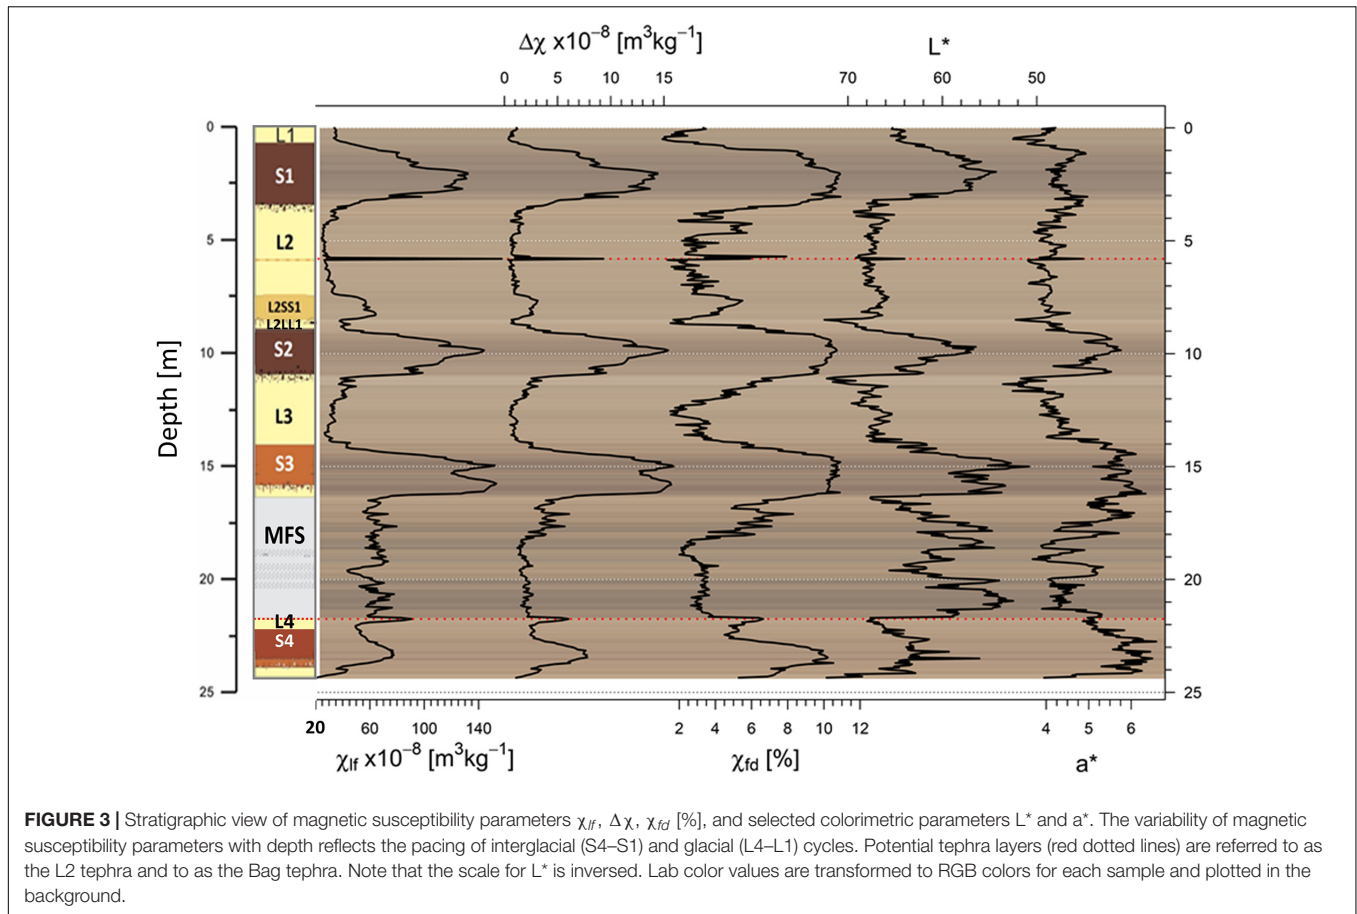 Δχ x10⁻⁸ [m³kg⁻¹]
L*
0 5 10 15
70 60 50
0
5
10
15
20
25
Depth [m]
L1
S1
L2
L2SS1
L2LL1
S2
L3
S3
MFS
L4
S4
0
5
10
15
20
25
20 60 100 140
2 4 6 8 10 12
4 5 6
χlf x10⁻⁸ [m³kg⁻¹]
χfd [%]
a*
FIGURE 3 | Stratigraphic view of magnetic susceptibility parameters χlf, Δχ, χfd [%], and selected colorimetric parameters L* and a*. The variability of magnetic
susceptibility parameters with depth reflects the pacing of interglacial (S4–S1) and glacial (L4–L1) cycles. Potential tephra layers (red dotted lines) are referred to as
the L2 tephra and to as the Bag tephra. Note that the scale for L* is inversed. Lab color values are transformed to RGB colors for each sample and plotted in the
background.